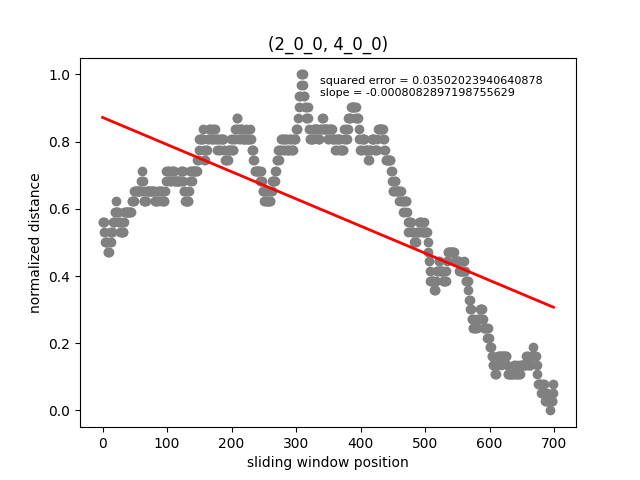 (2_0_0, 4_0_0)
squared error = 0.03502023940640878
slope = -0.0008082897198755629
normalized distance
1.0
0.8
0.6
0.4
0.2
0.0
0 100 200 300 400 500 600 700
sliding window position